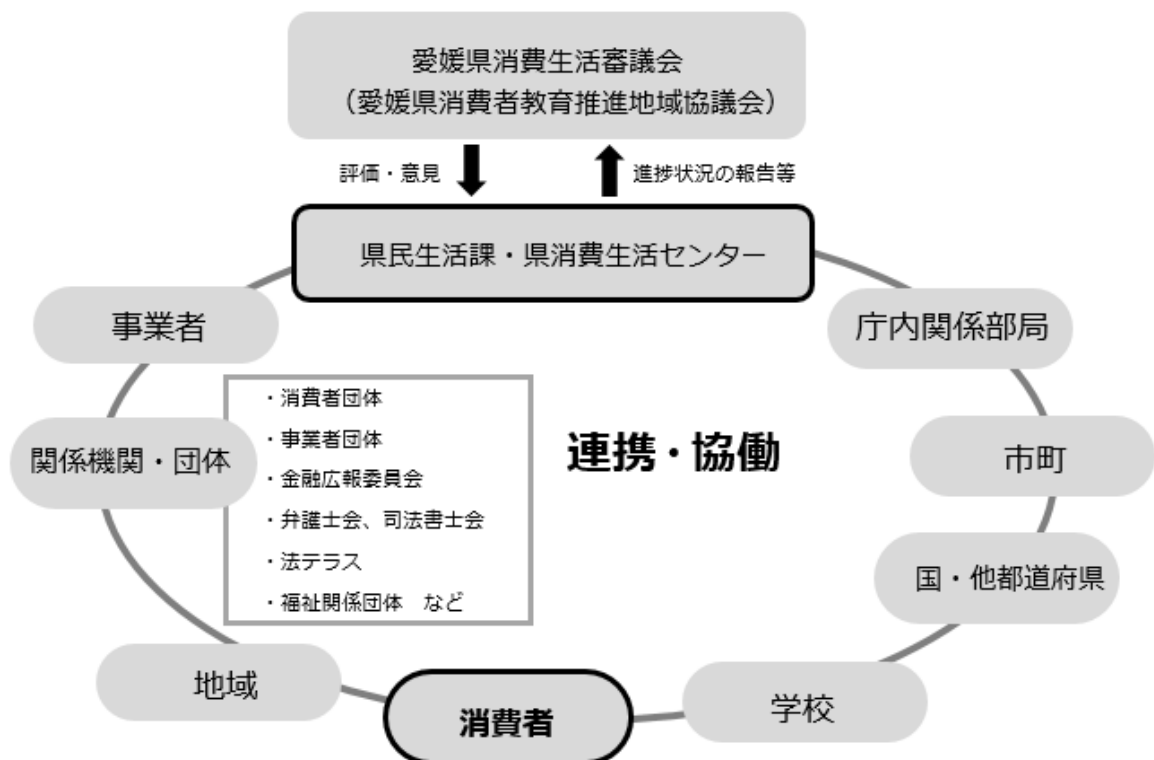 愛媛県消費生活審議会
（愛媛県消費者教育推進地域協議会）
評価・意見
進捗状況の報告等
県民生活課・県消費生活センター
事業者
庁内関係部局
・消費者団体
・事業者団体
・金融広報委員会
・弁護士会、司法書士会
・法テラス
・福祉関係団体　など
関係機関・団体
連携・協働
市町
国・他都道府県
地域
消費者
学校